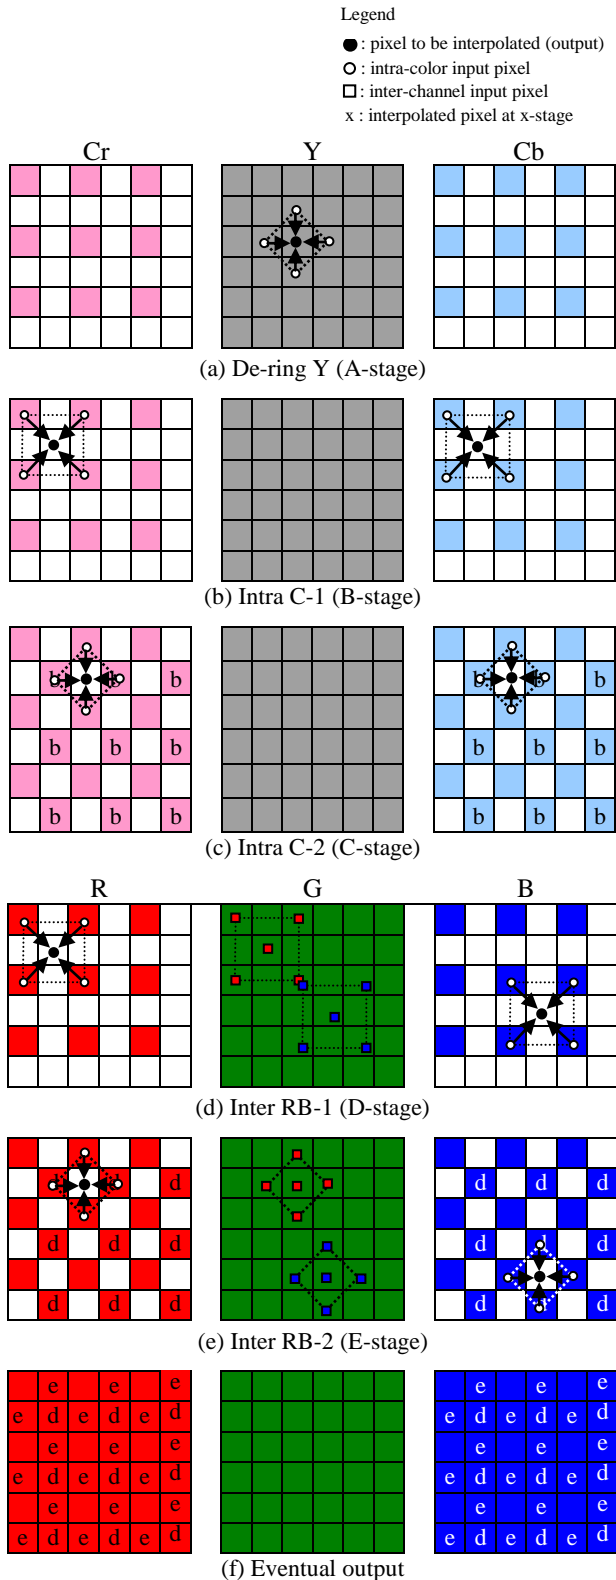 Legend
● : pixel to be interpolated (output)
○ : intra-color input pixel
□ : inter-channel input pixel
x : interpolated pixel at x-stage
Cr Y Cb
(a) De-ring Y (A-stage)
(b) Intra C-1 (B-stage)
b b b b b b
b b b b b b
b b b b b b
(c) Intra C-2 (C-stage)
R G B
(d) Inter RB-1 (D-stage)
d d d d d d
d d d d d d
d d d d d d
(e) Inter RB-2 (E-stage)
e e e e e e
e d e d e d e d e d e d
e e e e e e
e d e d e d e d e d e d
e e e e e e
e d e d e d e d e d e d
(f) Eventual output